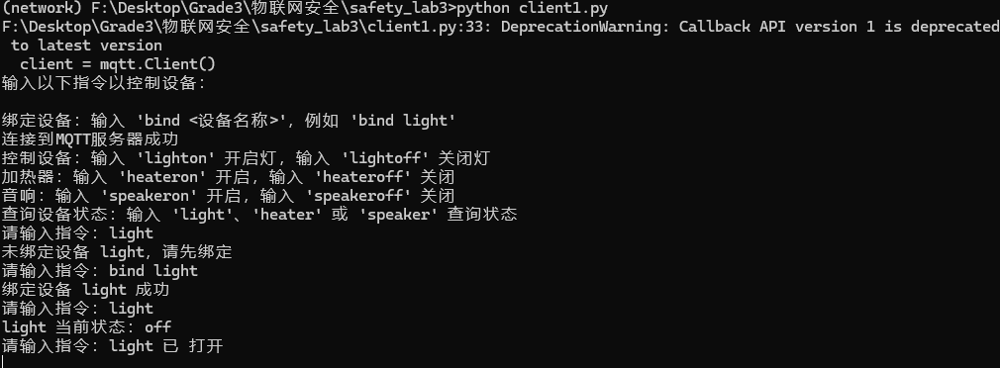 (network) F:\Desktop\Grade3\物联网安全\safety_lab3>python client1.py
F:\Desktop\Grade3\物联网安全\safety_lab3\client1.py:33: DeprecationWarning: Callback API version 1 is deprecated
 to latest version
  client = mqtt.Client()
输入以下指令以控制设备：
绑定设备：输入 'bind <设备名称>'，例如 'bind light'
连接到MQTT服务器成功
控制设备：输入 'lighton' 开启灯，输入 'lightoff' 关闭灯
加热器：输入 'heateron' 开启，输入 'heateroff' 关闭
音响：输入 'speakeron' 开启，输入 'speakeroff' 关闭
查询设备状态：输入 'light'、'heater' 或 'speaker' 查询状态
请输入指令：light
未绑定设备 light，请先绑定
请输入指令：bind light
绑定设备 light 成功
请输入指令：light
light 当前状态：off
请输入指令：light 已 打开